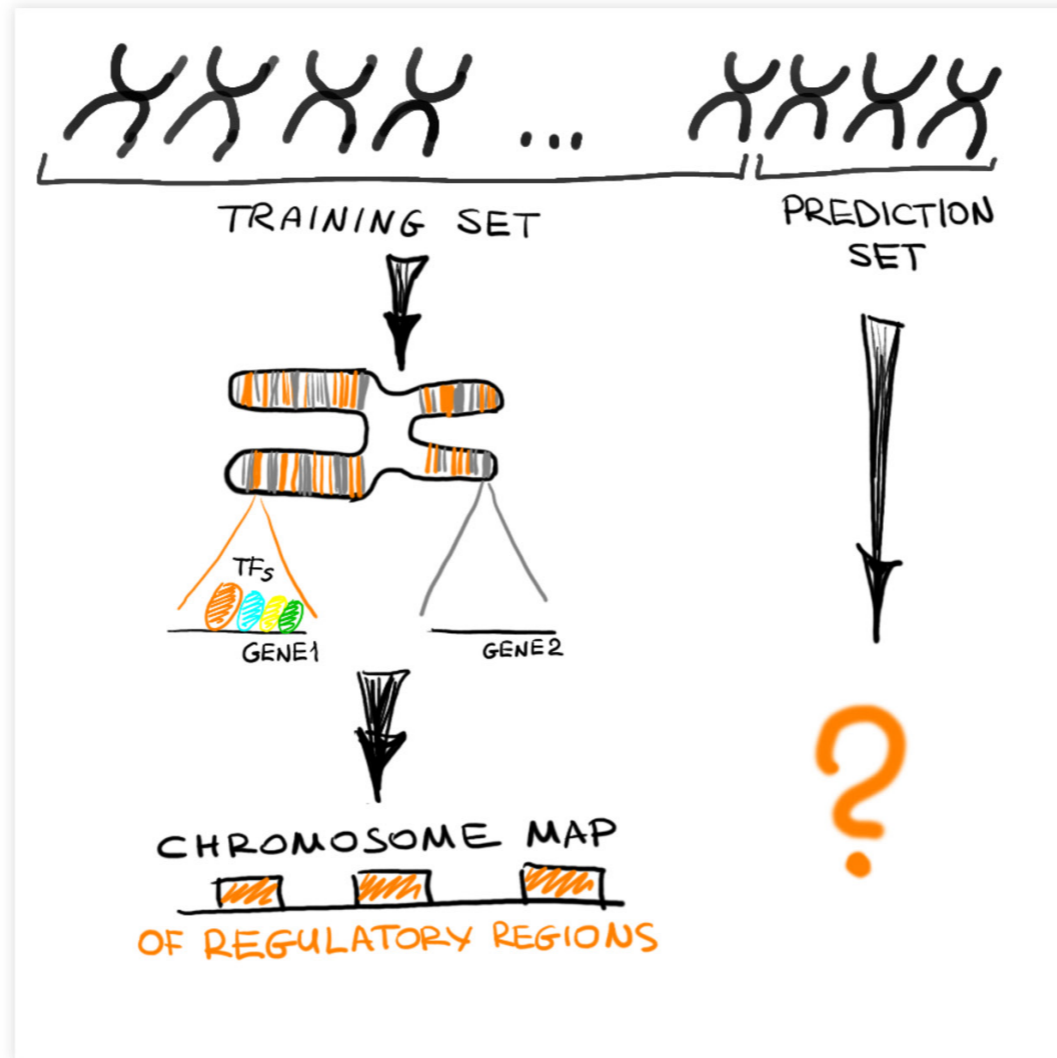 ...
TRAINING SET
PREDICTION
SET
TFs
GENE1
GENE2
CHROMOSOME MAP
OF REGULATORY REGIONS
?